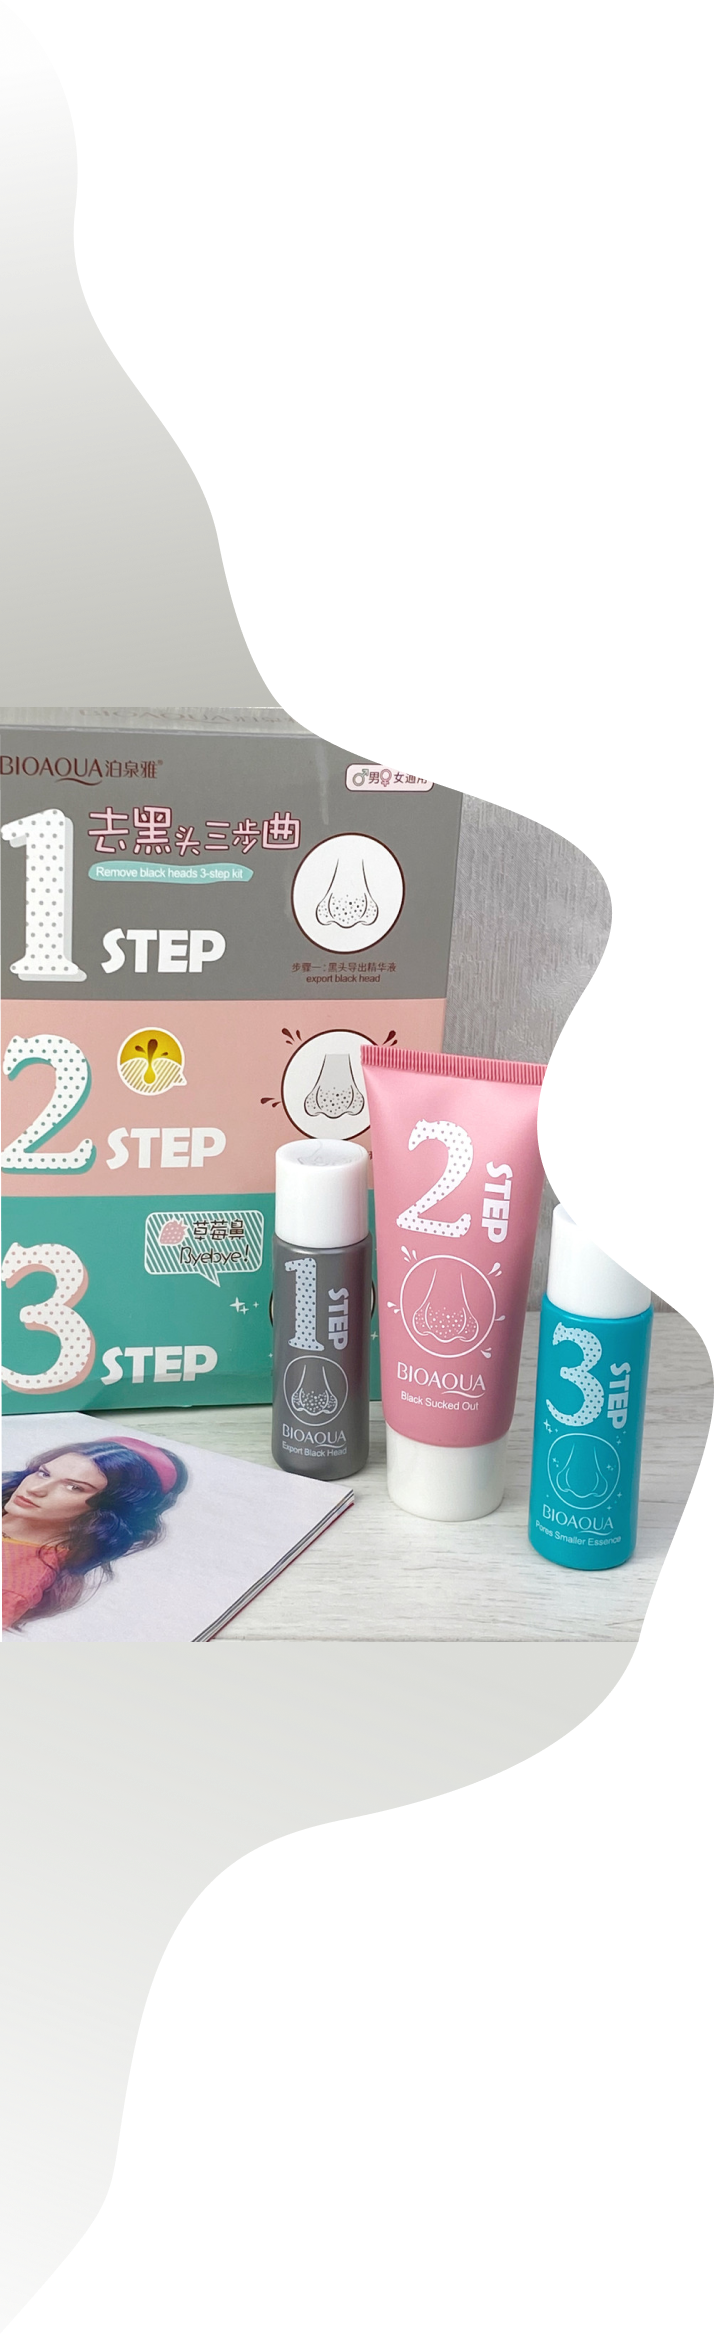 BIOAQUA泊泉雅®
♂男♀女通用
去黑头三步曲
Remove black heads 3-step kit
1 STEP
步骤一:黑头导出精华液
export black head
2 STEP
草莓鼻
Byebye!
3 STEP
1 STEP
BIOAQUA
Export Black Head
2 STEP
BIOAQUA
Black Sucked Out
3 STEP
BIOAQUA
Pores Smaller Essence